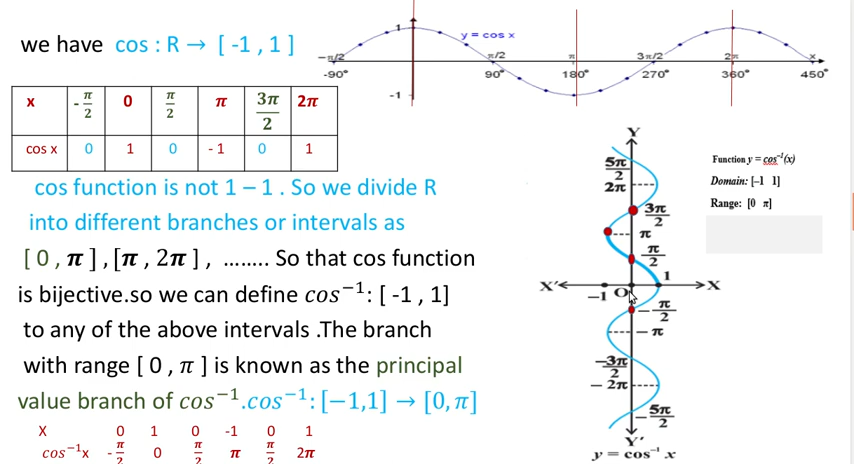 we have cos : R → [ -1 , 1 ]
x -π/2 0 π/2 π 3π/2 2π
cos x 0 1 0 - 1 0 1
cos function is not 1 – 1 . So we divide R
into different branches or intervals as
[ 0 , π ] , [π , 2π ] , …….. So that cos function
is bijective.so we can define cos⁻¹: [ -1 , 1]
to any of the above intervals .The branch
with range [ 0 , π ] is known as the principal
value branch of cos⁻¹.cos⁻¹: [−1,1] → [0, π]
X 0 1 0 -1 0 1
cos⁻¹x -π/2 0 π/2 π π/2 2π
y = cos x
1
-π/2 π/2 π 3π/2 2π x
-90° 90° 180° 270° 360° 450°
-1
Y
5π/2
2π
3π/2
π
π/2
1
X′ −1 O X
−π/2
− π
−3π/2
− 2π
−5π/2
Y′
y = cos⁻¹ x
Function y = cos⁻¹(x)
Domain: [–1 1]
Range: [0 π]